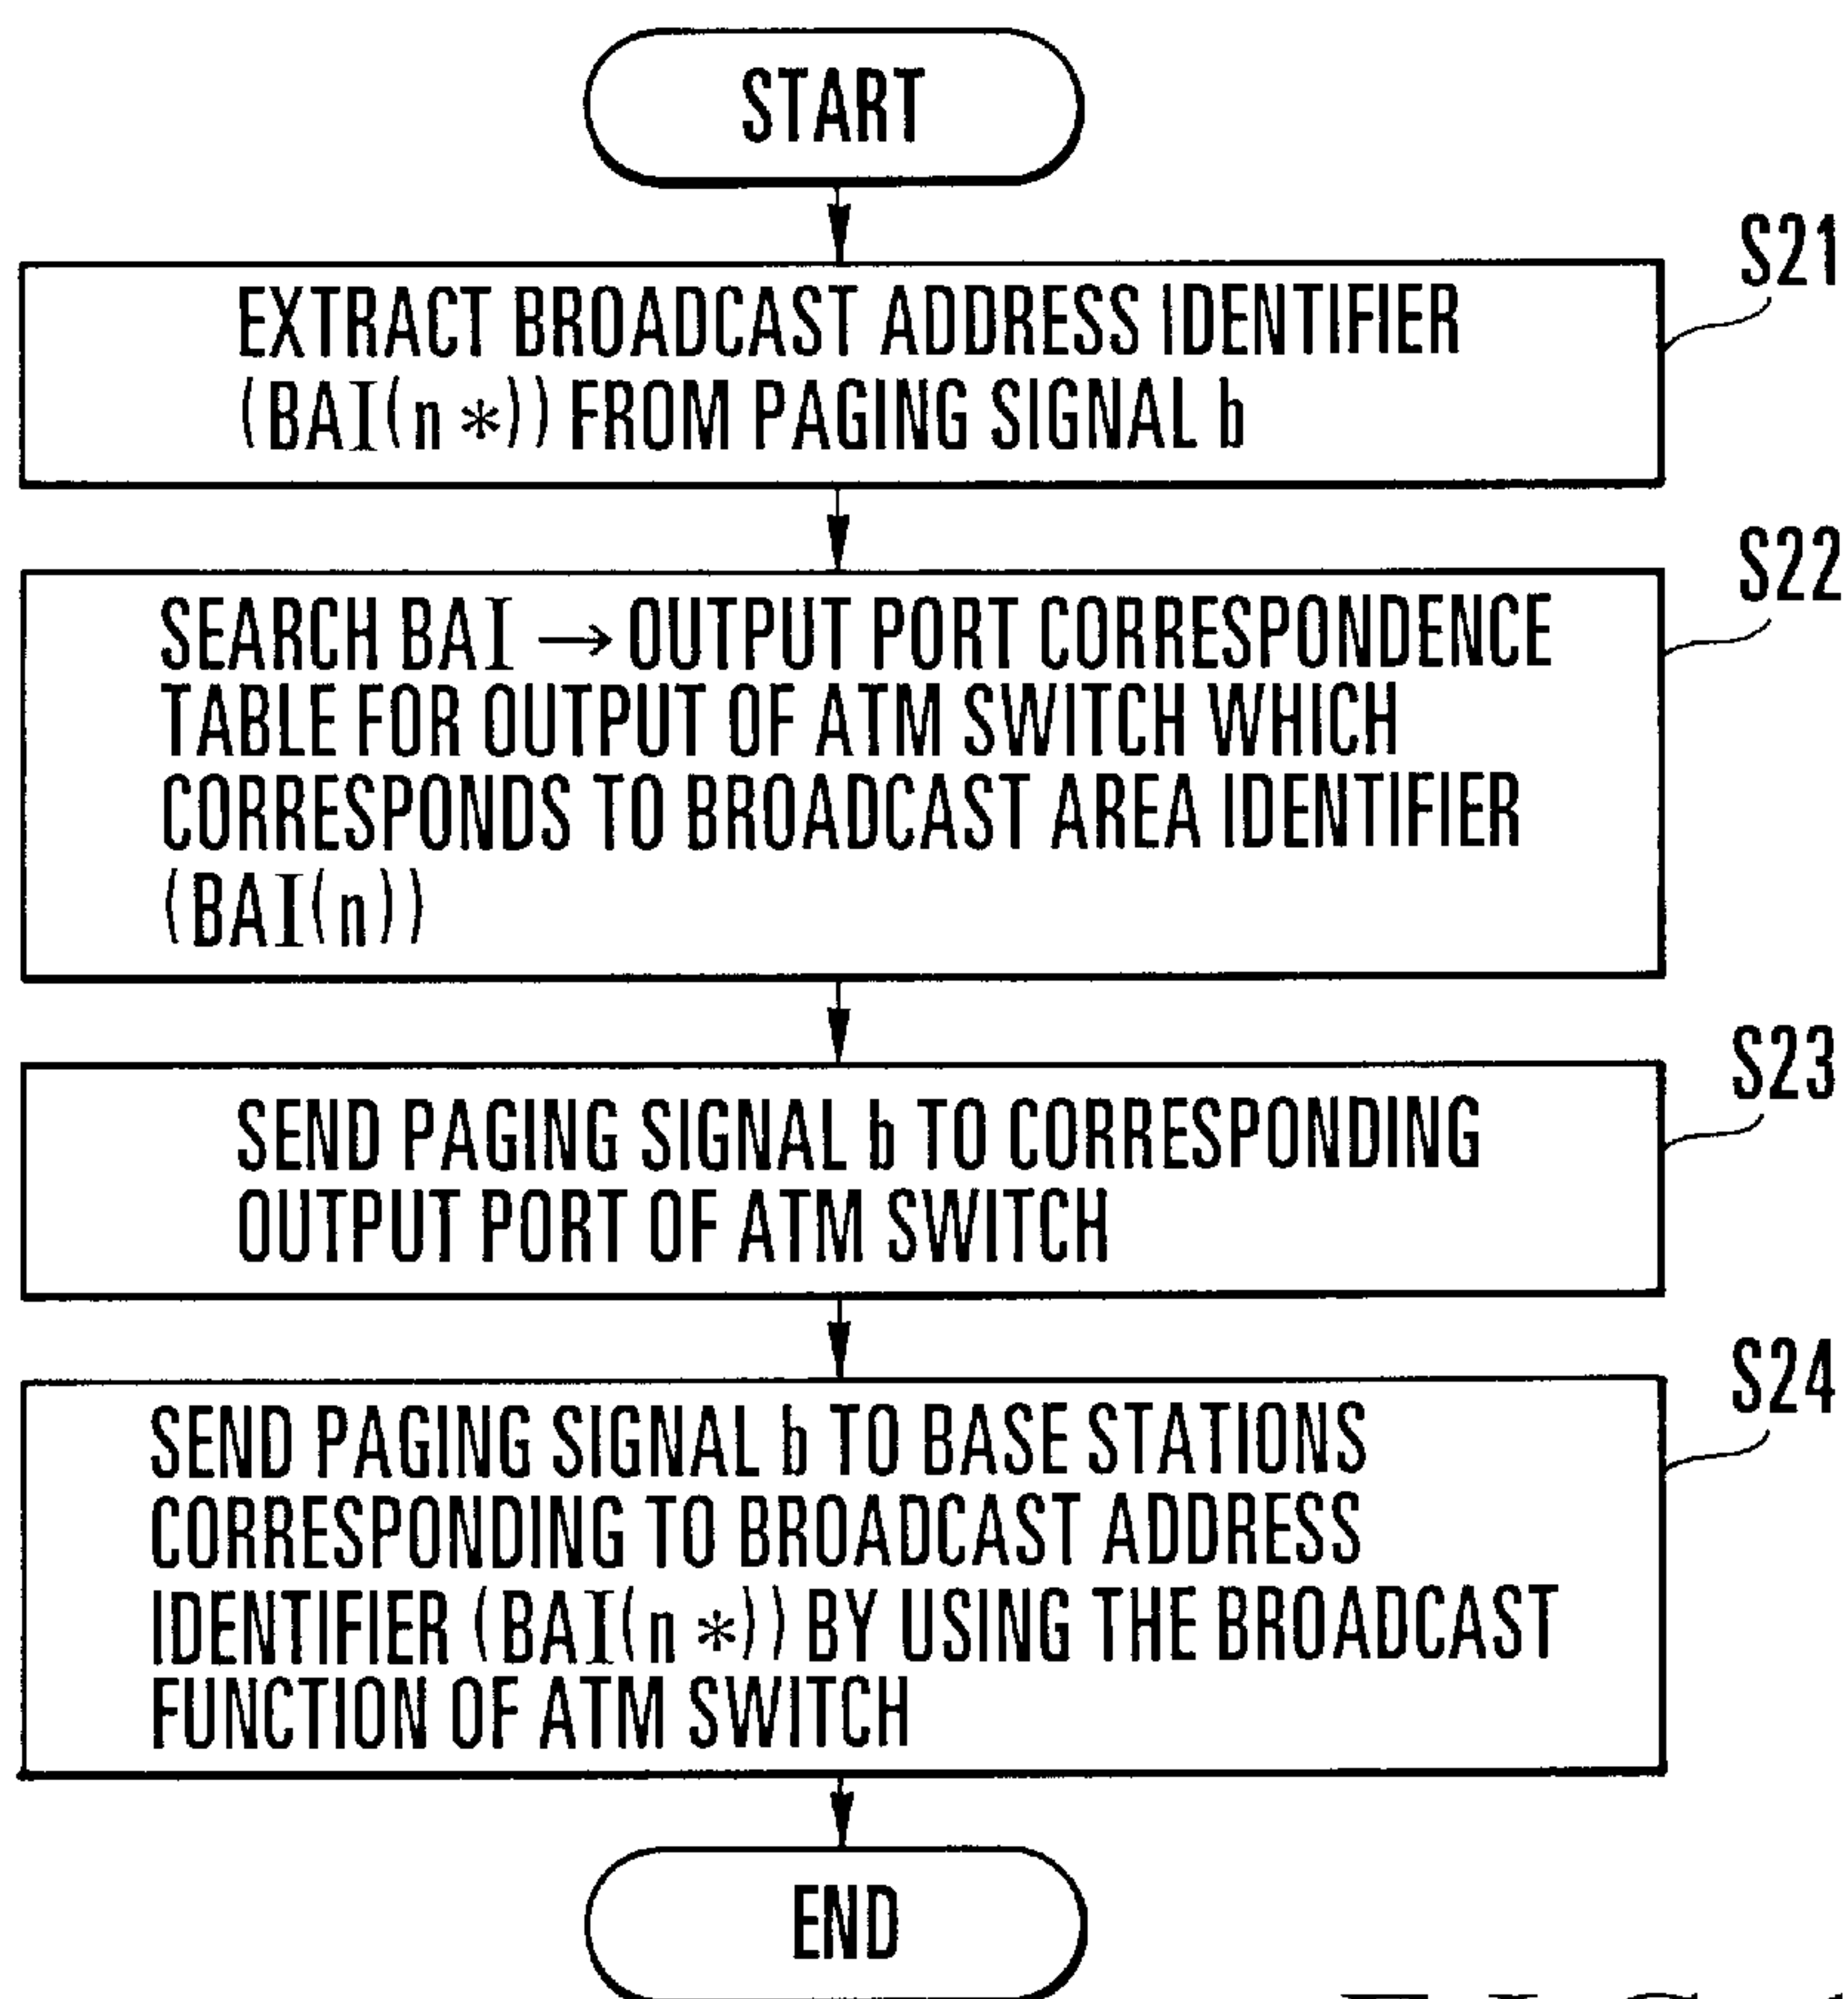 START
S21
EXTRACT BROADCAST ADDRESS IDENTIFIER
(BAI(n *)) FROM PAGING SIGNAL b
S22
SEARCH BAI → OUTPUT PORT CORRESPONDENCE
TABLE FOR OUTPUT OF ATM SWITCH WHICH
CORRESPONDS TO BROADCAST AREA IDENTIFIER
(BAI(n))
S23
SEND PAGING SIGNAL b TO CORRESPONDING
OUTPUT PORT OF ATM SWITCH
S24
SEND PAGING SIGNAL b TO BASE STATIONS
CORRESPONDING TO BROADCAST ADDRESS
IDENTIFIER (BAI(n *)) BY USING THE BROADCAST
FUNCTION OF ATM SWITCH
END